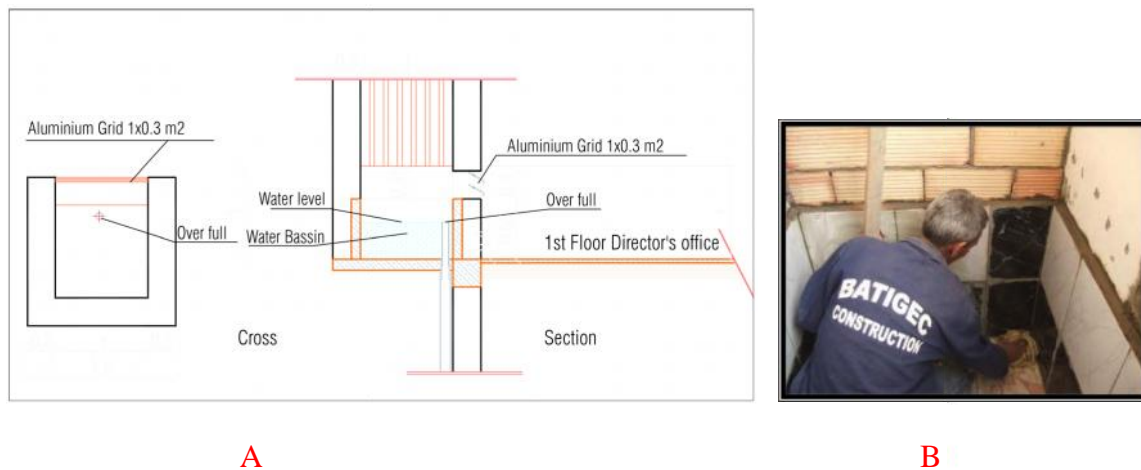 Aluminium Grid 1x0.3 m2
Over full
Cross
Aluminium Grid 1x0.3 m2
Water level
Over full
Water Bassin
1st Floor Director's office
Section
BATIGEC
CONSTRUCTION
A
B